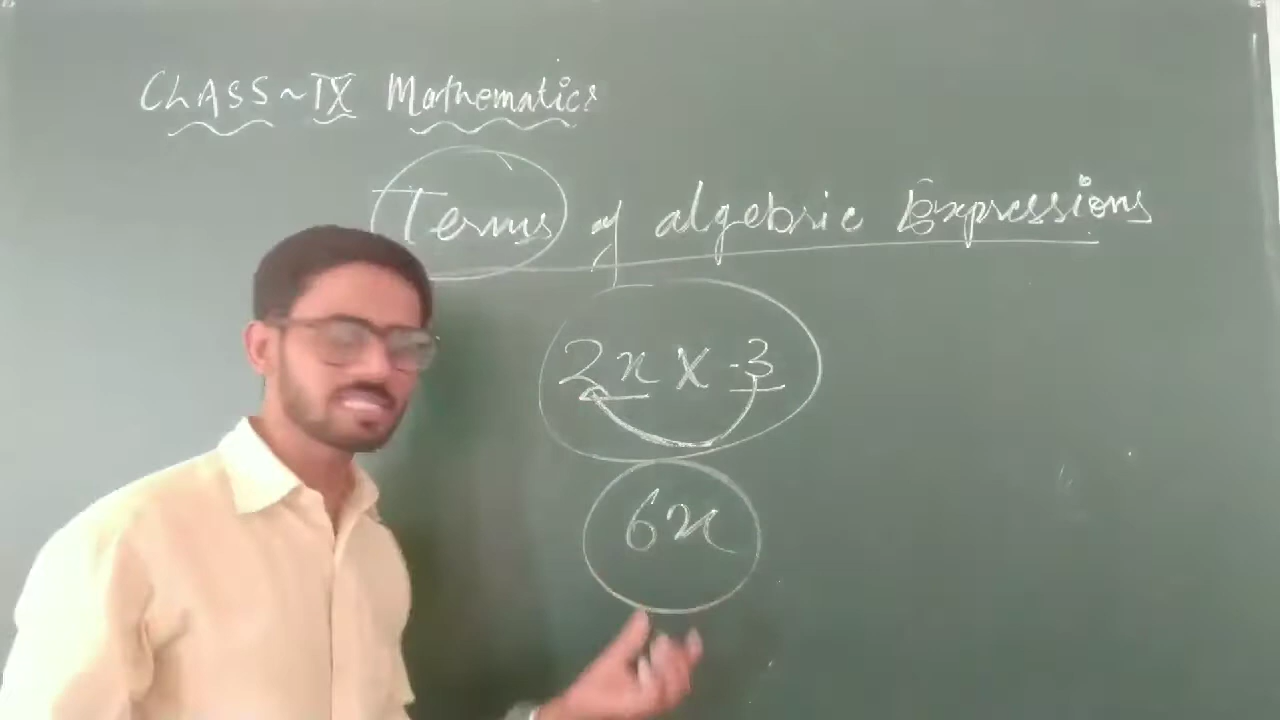 CLASS ~ IX Mathematics
Terms of algebric Expressions
2x × 3
6x